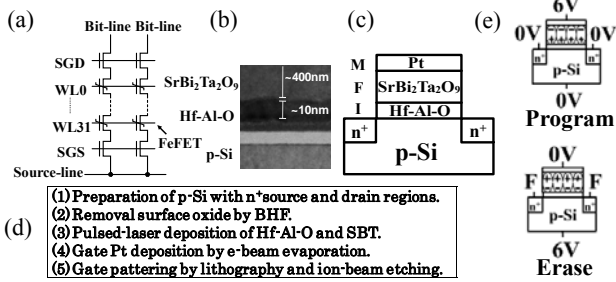 (a)
Bit-line Bit-line
SGD
WL0
WL31
SGS
FeFET
Source-line
(b)
SrBi2Ta2O9
Hf-Al-O
p-Si
~400nm
~10nm
(c)
M Pt
F SrBi2Ta2O9
I Hf-Al-O
n+ n+
p-Si
(d)
(1) Preparation of p-Si with n+source and drain regions.
(2) Removal surface oxide by BHF.
(3) Pulsed-laser deposition of Hf-Al-O and SBT.
(4) Gate Pt deposition by e-beam evaporation.
(5) Gate pattering by lithography and ion-beam etching.
(e)
6V
0V 0V
n+ n+
p-Si
0V
Program
0V
F F
n+ n+
p-Si
6V
Erase